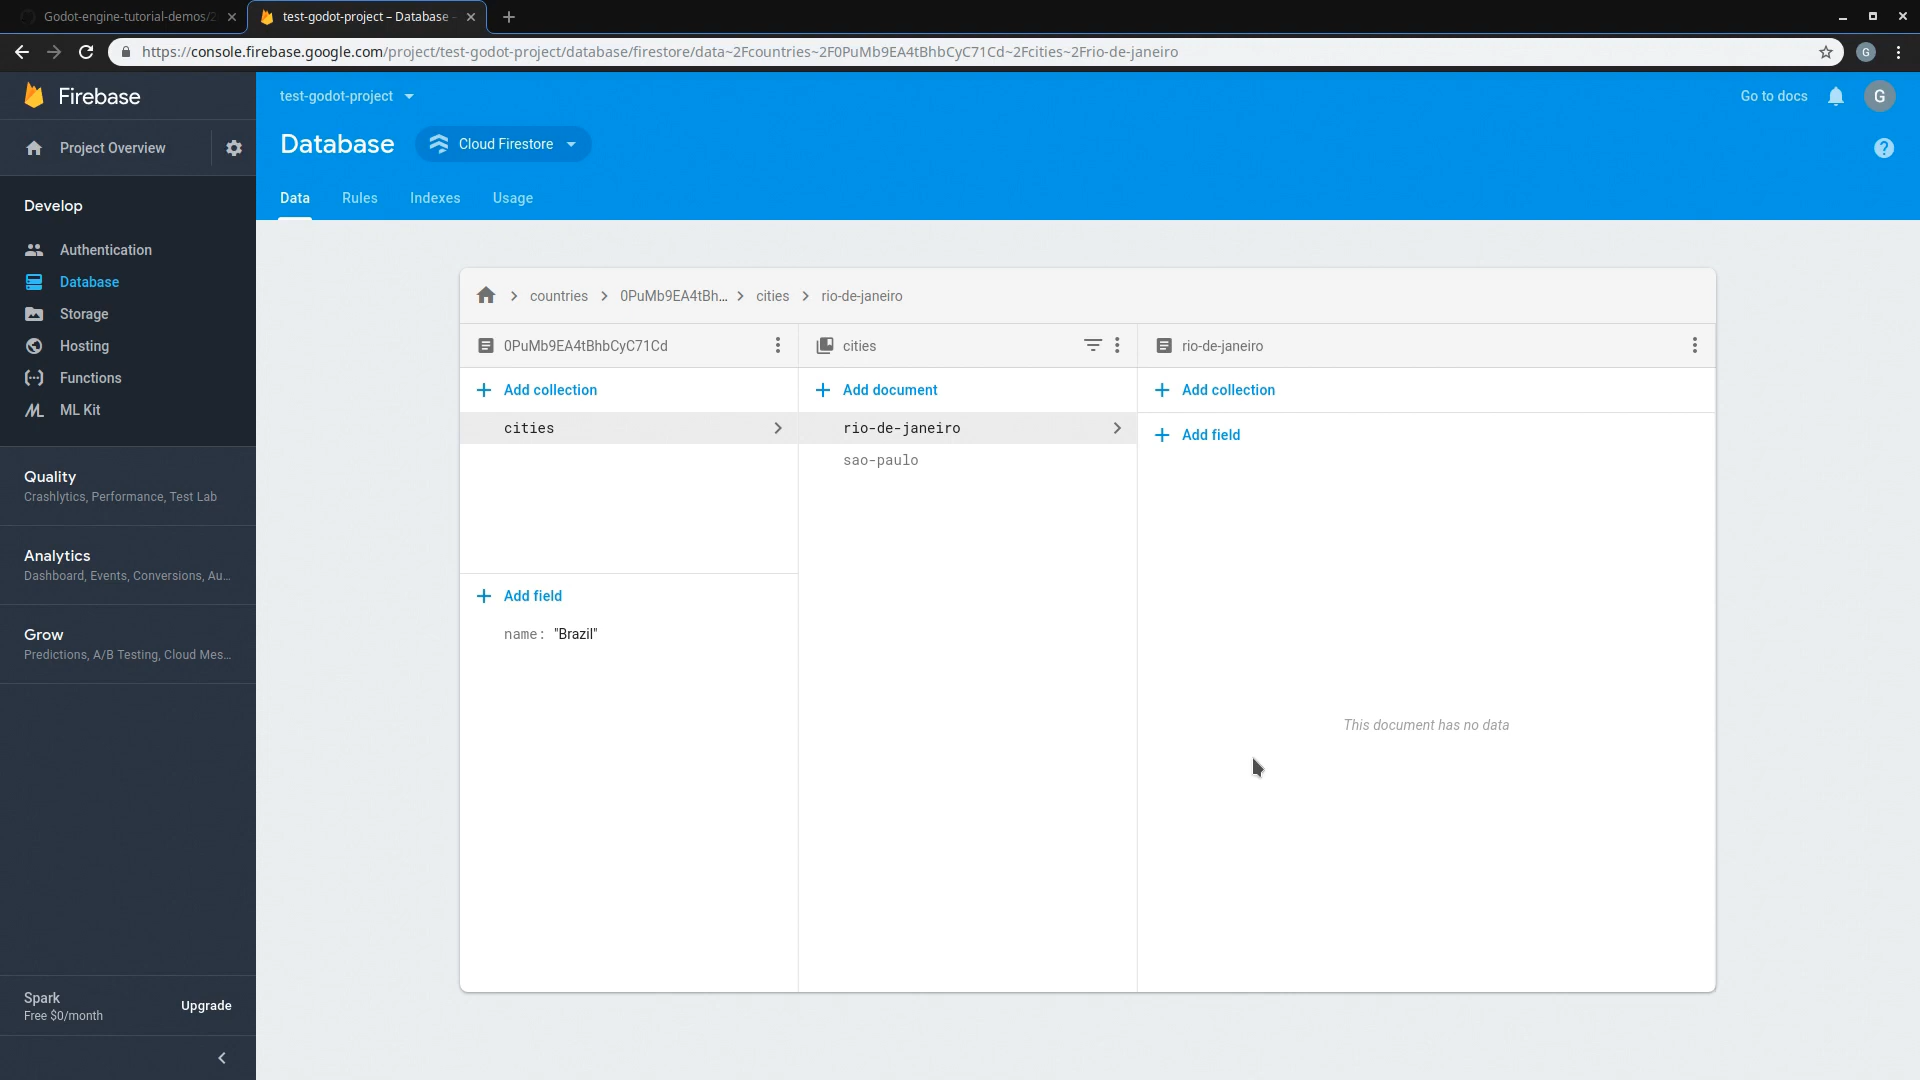 Godot-engine-tutorial-demos/2
test-godot-project – Database -
https://console.firebase.google.com/project/test-godot-project/database/firestore/data~2Fcountries~2F0PuMb9EA4tBhbCyC71Cd~2Fcities~2Frio-de-janeiro
G
Firebase
test-godot-project
Go to docs
G
Project Overview
Database
Cloud Firestore
Data
Rules
Indexes
Usage
Develop
Authentication
Database
Storage
Hosting
Functions
ML Kit
Quality
Crashlytics, Performance, Test Lab
Analytics
Dashboard, Events, Conversions, Au...
Grow
Predictions, A/B Testing, Cloud Mes...
Spark
Free $0/month
Upgrade
countries
0PuMb9EA4tBh...
cities
rio-de-janeiro
0PuMb9EA4tBhbCyC71Cd
Add collection
cities
Add field
name: "Brazil"
cities
Add document
rio-de-janeiro
sao-paulo
rio-de-janeiro
Add collection
Add field
This document has no data